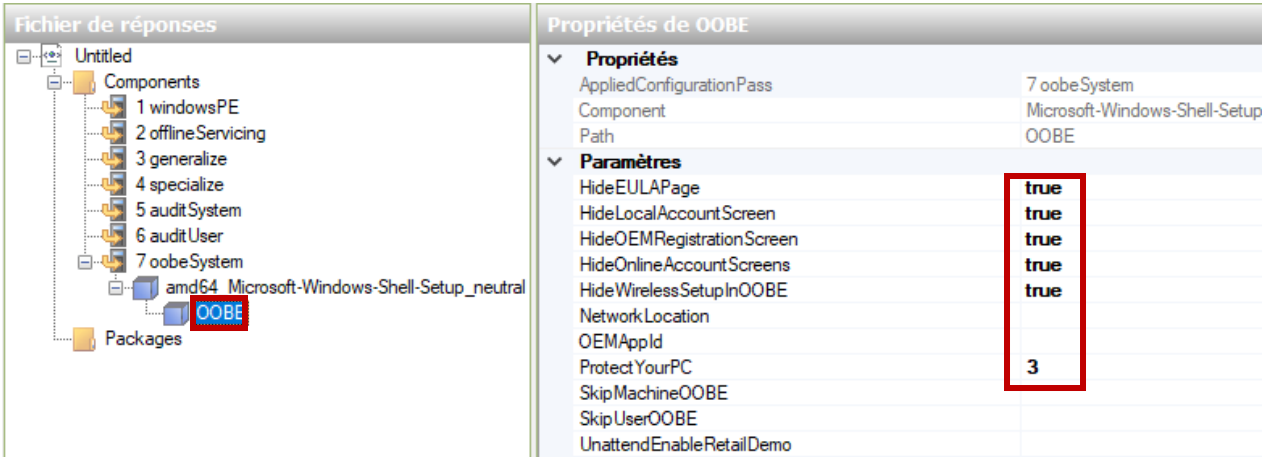 Fichier de réponses
Untitled
Components
1 windowsPE
2 offlineServicing
3 generalize
4 specialize
5 auditSystem
6 auditUser
7 oobeSystem
amd64_Microsoft-Windows-Shell-Setup_neutral
OOBE
Packages
Propriétés de OOBE
Propriétés
AppliedConfigurationPass 7 oobeSystem
Component Microsoft-Windows-Shell-Setup
Path OOBE
Paramètres
HideEULAPage true
HideLocalAccountScreen true
HideOEMRegistrationScreen true
HideOnlineAccountScreens true
HideWirelessSetupInOOBE true
NetworkLocation
OEMAppId
ProtectYourPC 3
SkipMachineOOBE
SkipUserOOBE
UnattendEnableRetailDemo